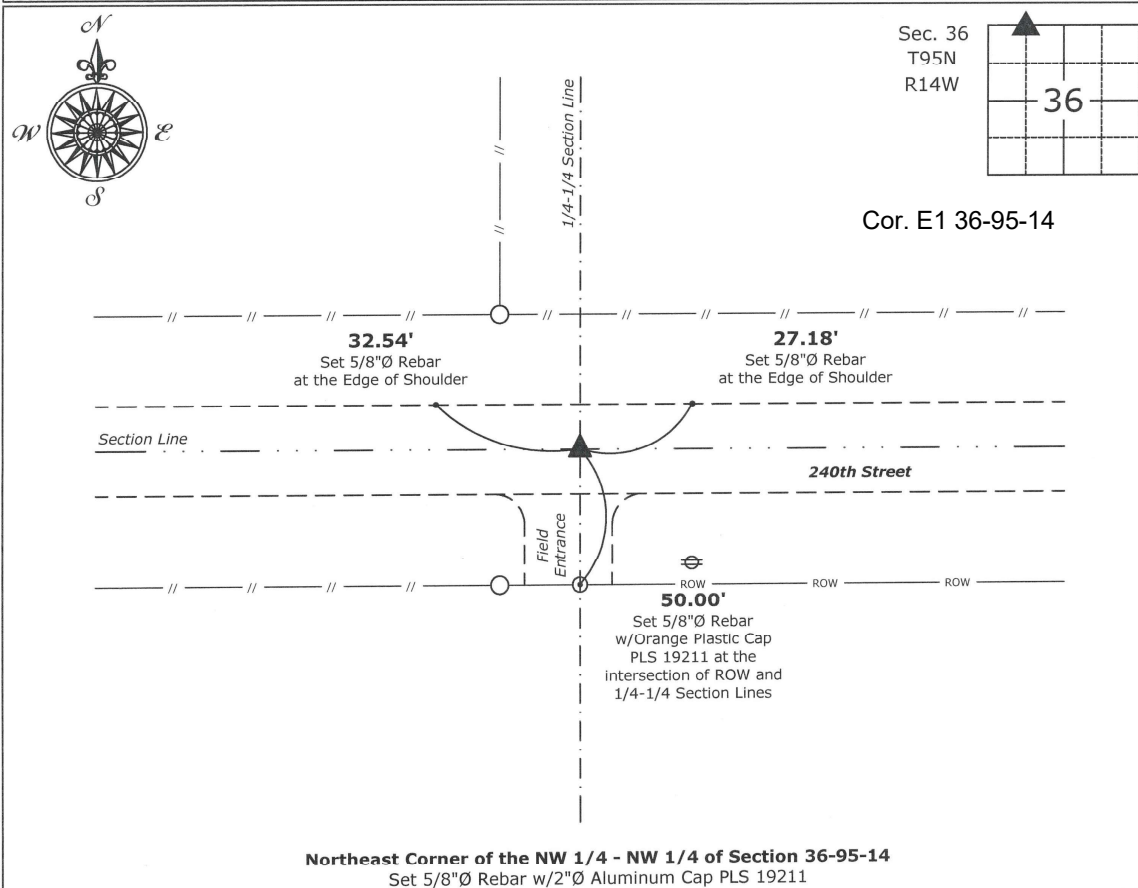 N
W
E
S
Sec. 36
T95N
R14W
36
Cor. E1 36-95-14
1/4-1/4 Section Line
32.54'
Set 5/8"Ø Rebar
at the Edge of Shoulder
27.18'
Set 5/8"Ø Rebar
at the Edge of Shoulder
Section Line
240th Street
Field
Entrance
ROW ROW ROW
50.00'
Set 5/8"Ø Rebar
w/Orange Plastic Cap
PLS 19211 at the
intersection of ROW and
1/4-1/4 Section Lines
Northeast Corner of the NW 1/4 - NW 1/4 of Section 36-95-14
Set 5/8"Ø Rebar w/2"Ø Aluminum Cap PLS 19211